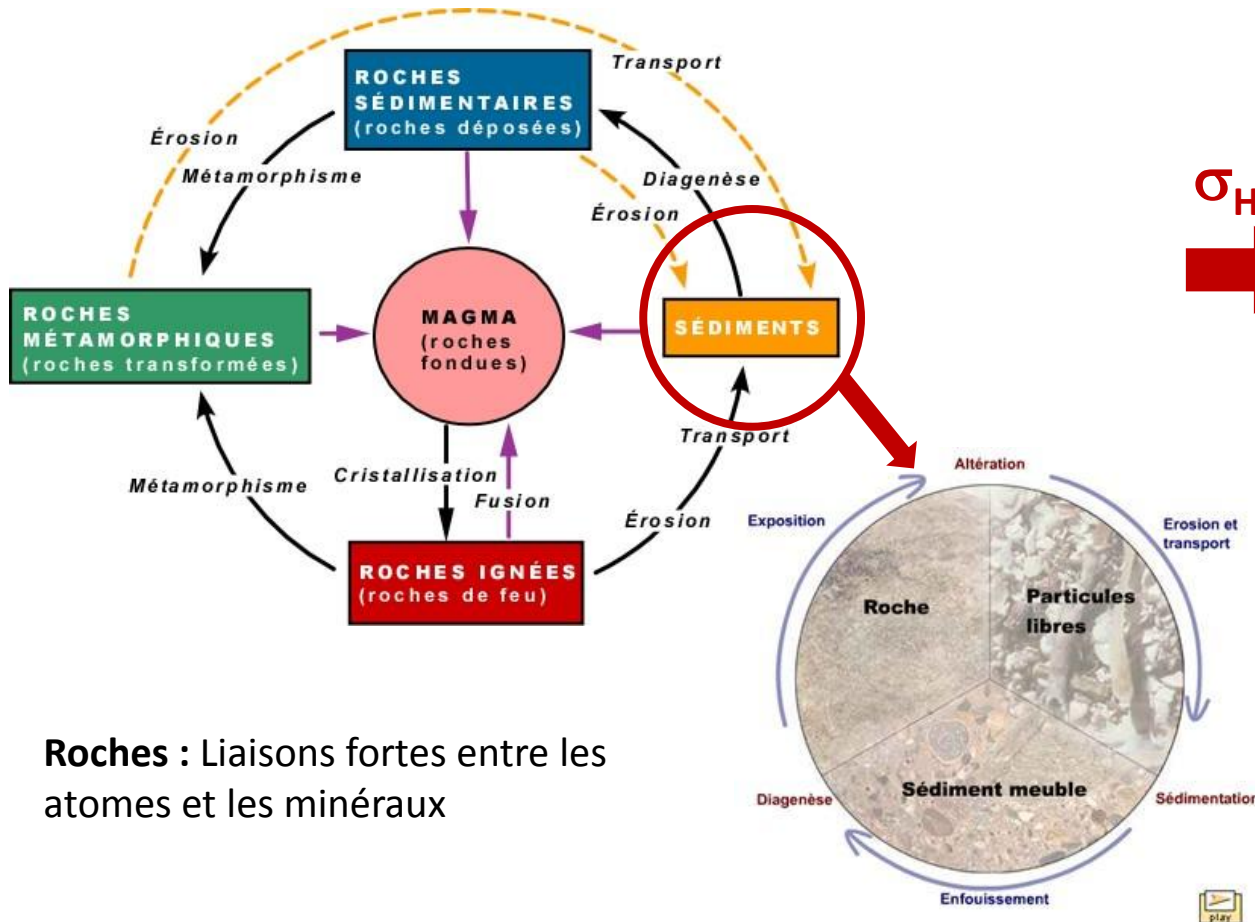 Transport
ROCHES
SÉDIMENTAIRES
(roches déposées)
Érosion
Métamorphisme
Diagenèse
Érosion
σH
ROCHES
MÉTAMORPHIQUES
(roches transformées)
MAGMA
(roches
fondues)
SÉDIMENTS
Transport
Cristallisation
Métamorphisme
Fusion
Érosion
ROCHES IGNÉES
(roches de feu)
Altération
Exposition
Erosion et
transport
Roche
Particules
libres
Sédiment meuble
Diagenèse
Sédimentation
Enfouissement
Roches : Liaisons fortes entre les
atomes et les minéraux
play